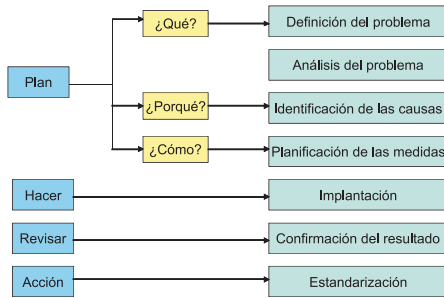 ¿Qué?
Definición del problema
Análisis del problema
Plan
¿Porqué?
Identificación de las causas
¿Cómo?
Planificación de las medidas
Hacer
Implantación
Revisar
Confirmación del resultado
Acción
Estandarización